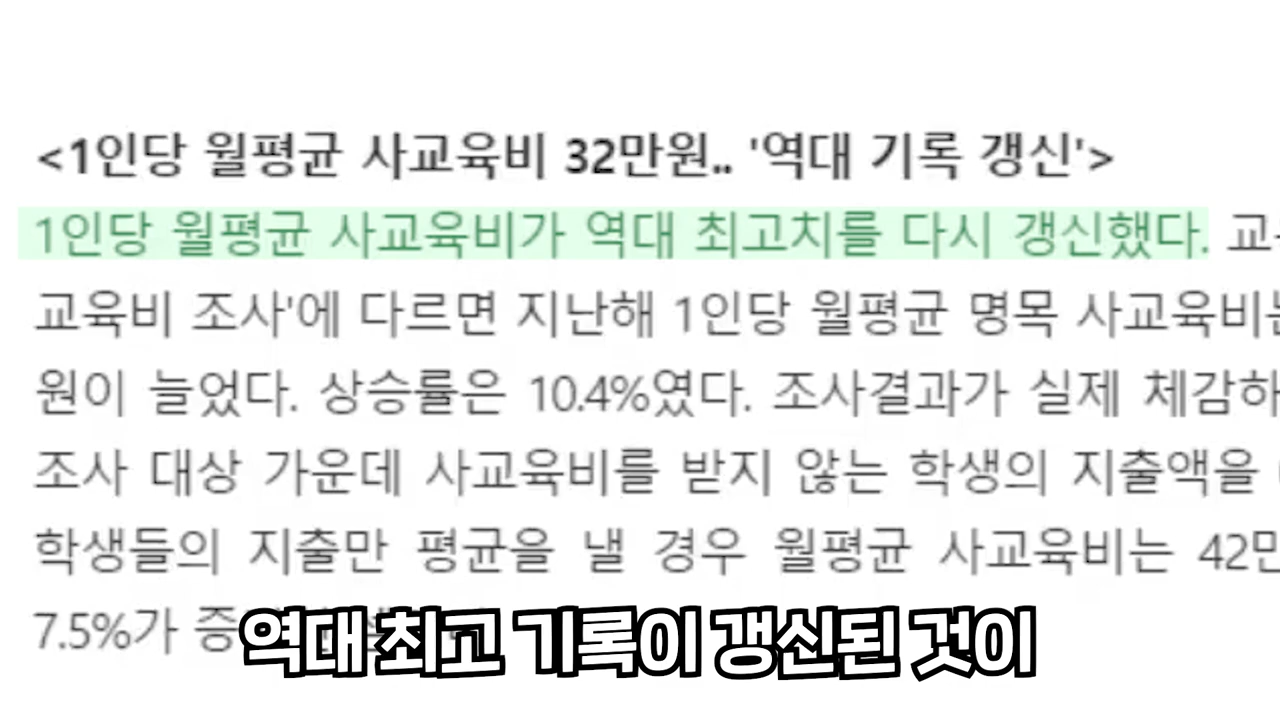 <1인당 월평균 사교육비 32만원.. '역대 기록 갱신'>
1인당 월평균 사교육비가 역대 최고치를 다시 갱신했다.
교육비 조사'에 다르면 지난해 1인당 월평균 명목 사교육비는
원이 늘었다. 상승률은 10.4%였다. 조사결과가 실제 체감하
조사 대상 가운데 사교육비를 받지 않는 학생의 지출액을
학생들의 지출만 평균을 낼 경우 월평균 사교육비는 42만
7.5%가
역대 최고 기록이 갱신된 것이